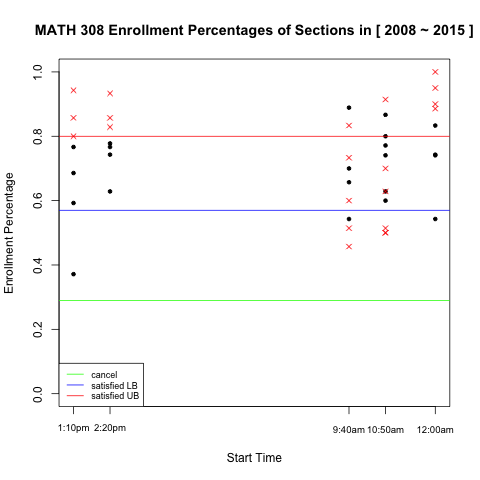 MATH 308 Enrollment Percentages of Sections in [ 2008 ~ 2015 ]
Enrollment Percentage
1.0
0.8
0.6
0.4
0.2
0.0
cancel
satisfied LB
satisfied UB
1:10pm 2:20pm 9:40am 10:50am 12:00am
Start Time